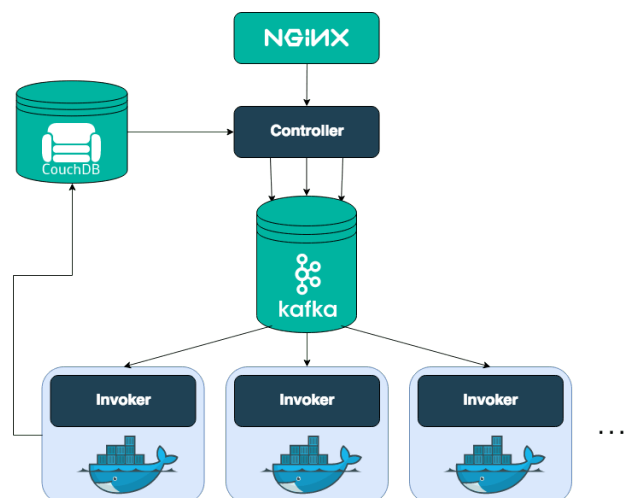 NGINX
Controller
CouchDB
kafka
Invoker
Invoker
Invoker
...